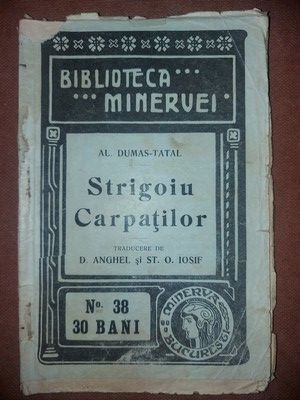 BIBLIOTECA
MINERVEI
AL. DUMAS-TATAL
Strigoiu
Carpaţilor
TRADUCERE DE
D. ANGHEL şi ST. O. IOSIF
No. 38
30 BANI
MINERVA
BUCUREŞTI